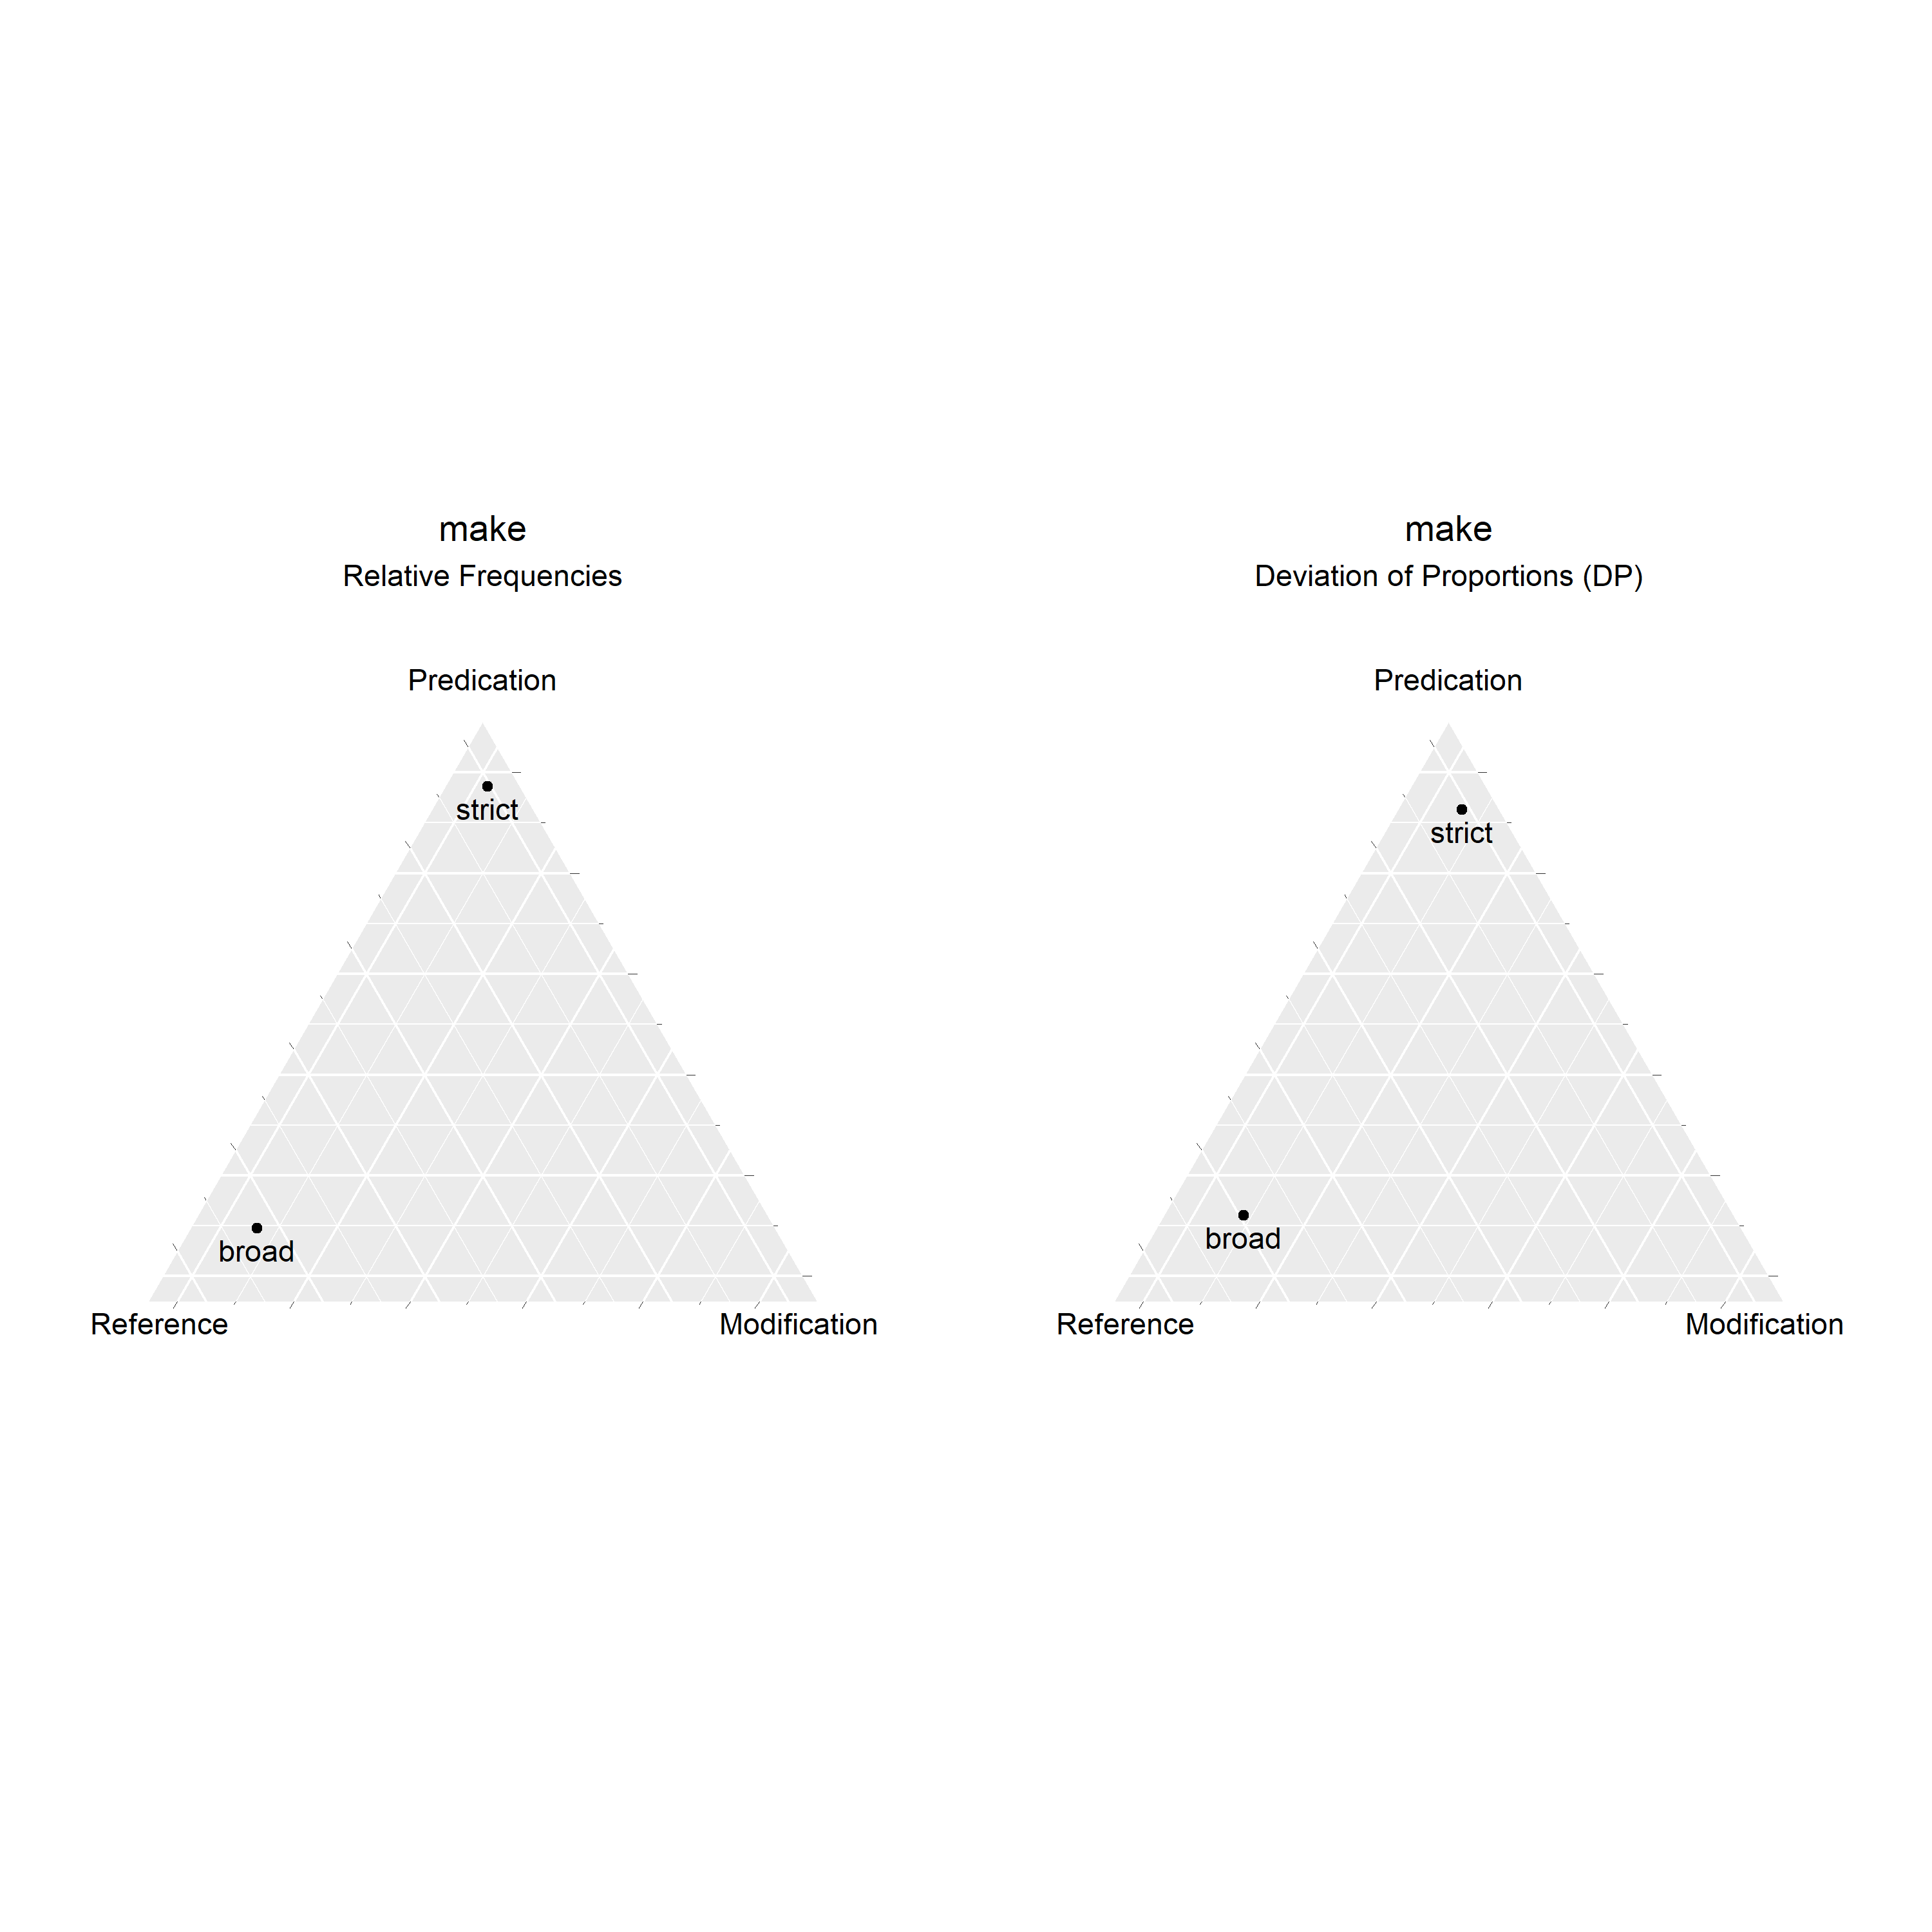 make
Relative Frequencies
Predication
strict
broad
Reference
Modification
make
Deviation of Proportions (DP)
Predication
strict
broad
Reference
Modification